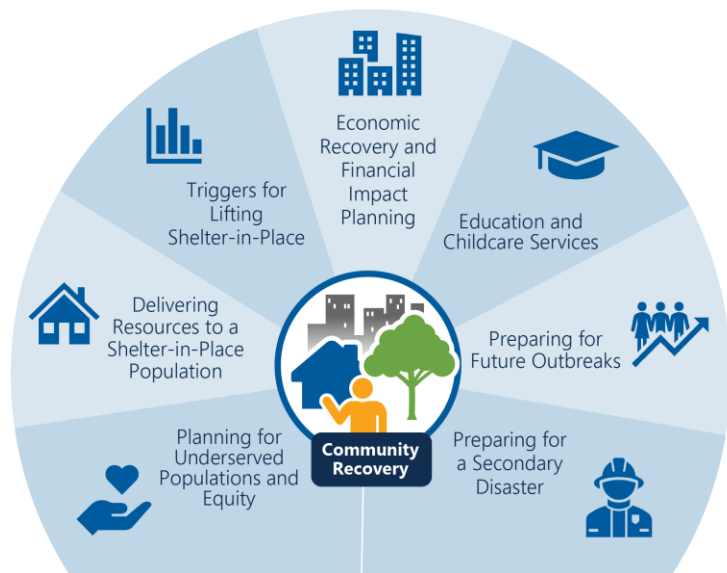 Economic
Recovery and
Financial
Impact
Planning
Triggers for
Lifting
Shelter-in-Place
Education and
Childcare Services
Delivering
Resources to a
Shelter-in-Place
Population
Preparing for
Future Outbreaks
Planning for
Underserved
Populations and
Equity
Community
Recovery
Preparing for
a Secondary
Disaster